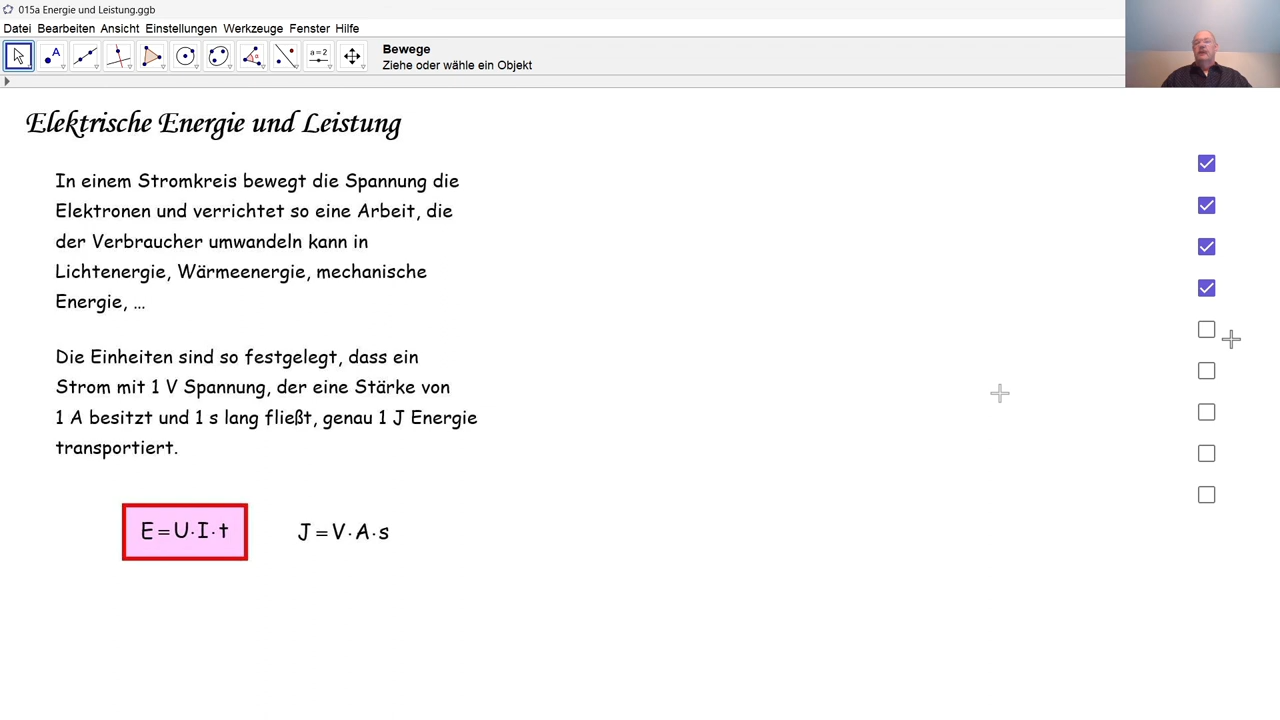 015a Energie und Leistung.ggb
Datei Bearbeiten Ansicht Einstellungen Werkzeuge Fenster Hilfe
A
a=2
Bewege
Ziehe oder wähle ein Objekt
Elektrische Energie und Leistung
In einem Stromkreis bewegt die Spannung die
Elektronen und verrichtet so eine Arbeit, die
der Verbraucher umwandeln kann in
Lichtenergie, Wärmeenergie, mechanische
Energie, ...
Die Einheiten sind so festgelegt, dass ein
Strom mit 1 V Spannung, der eine Stärke von
1 A besitzt und 1 s lang fließt, genau 1 J Energie
transportiert.
E=U·I·t
J=V·A·s